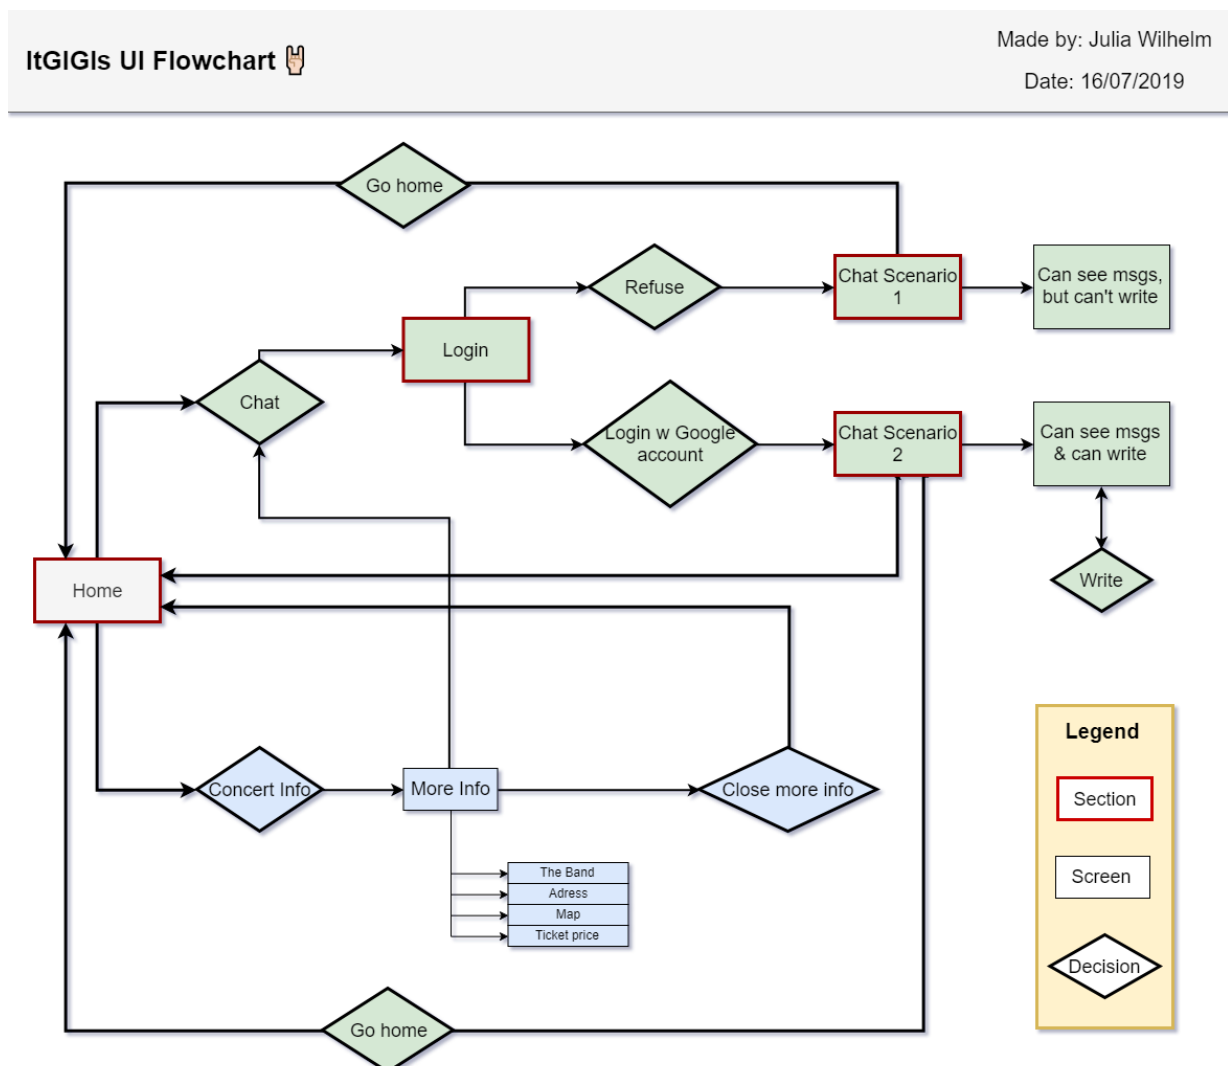 ItGIGIs UI Flowchart 🤘🏻
Made by: Julia Wilhelm
Date: 16/07/2019
Go home
Refuse
Chat Scenario
1
Can see msgs,
but can't write
Login
Chat
Login w Google
account
Chat Scenario
2
Can see msgs
& can write
Write
Home
Concert Info
More Info
Close more info
The Band
Adress
Map
Ticket price
Go home
Legend
Section
Screen
Decision